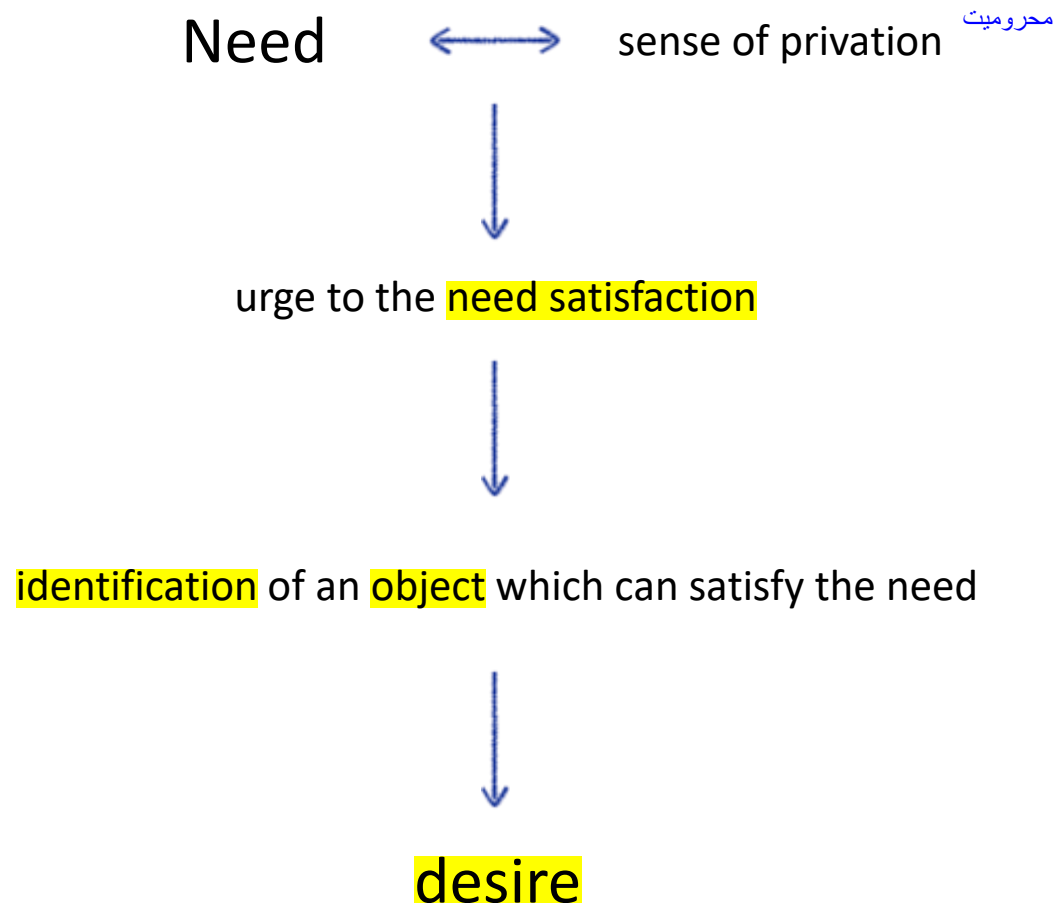 Need sense of privation محرومیت
urge to the need satisfaction
identification of an object which can satisfy the need
desire